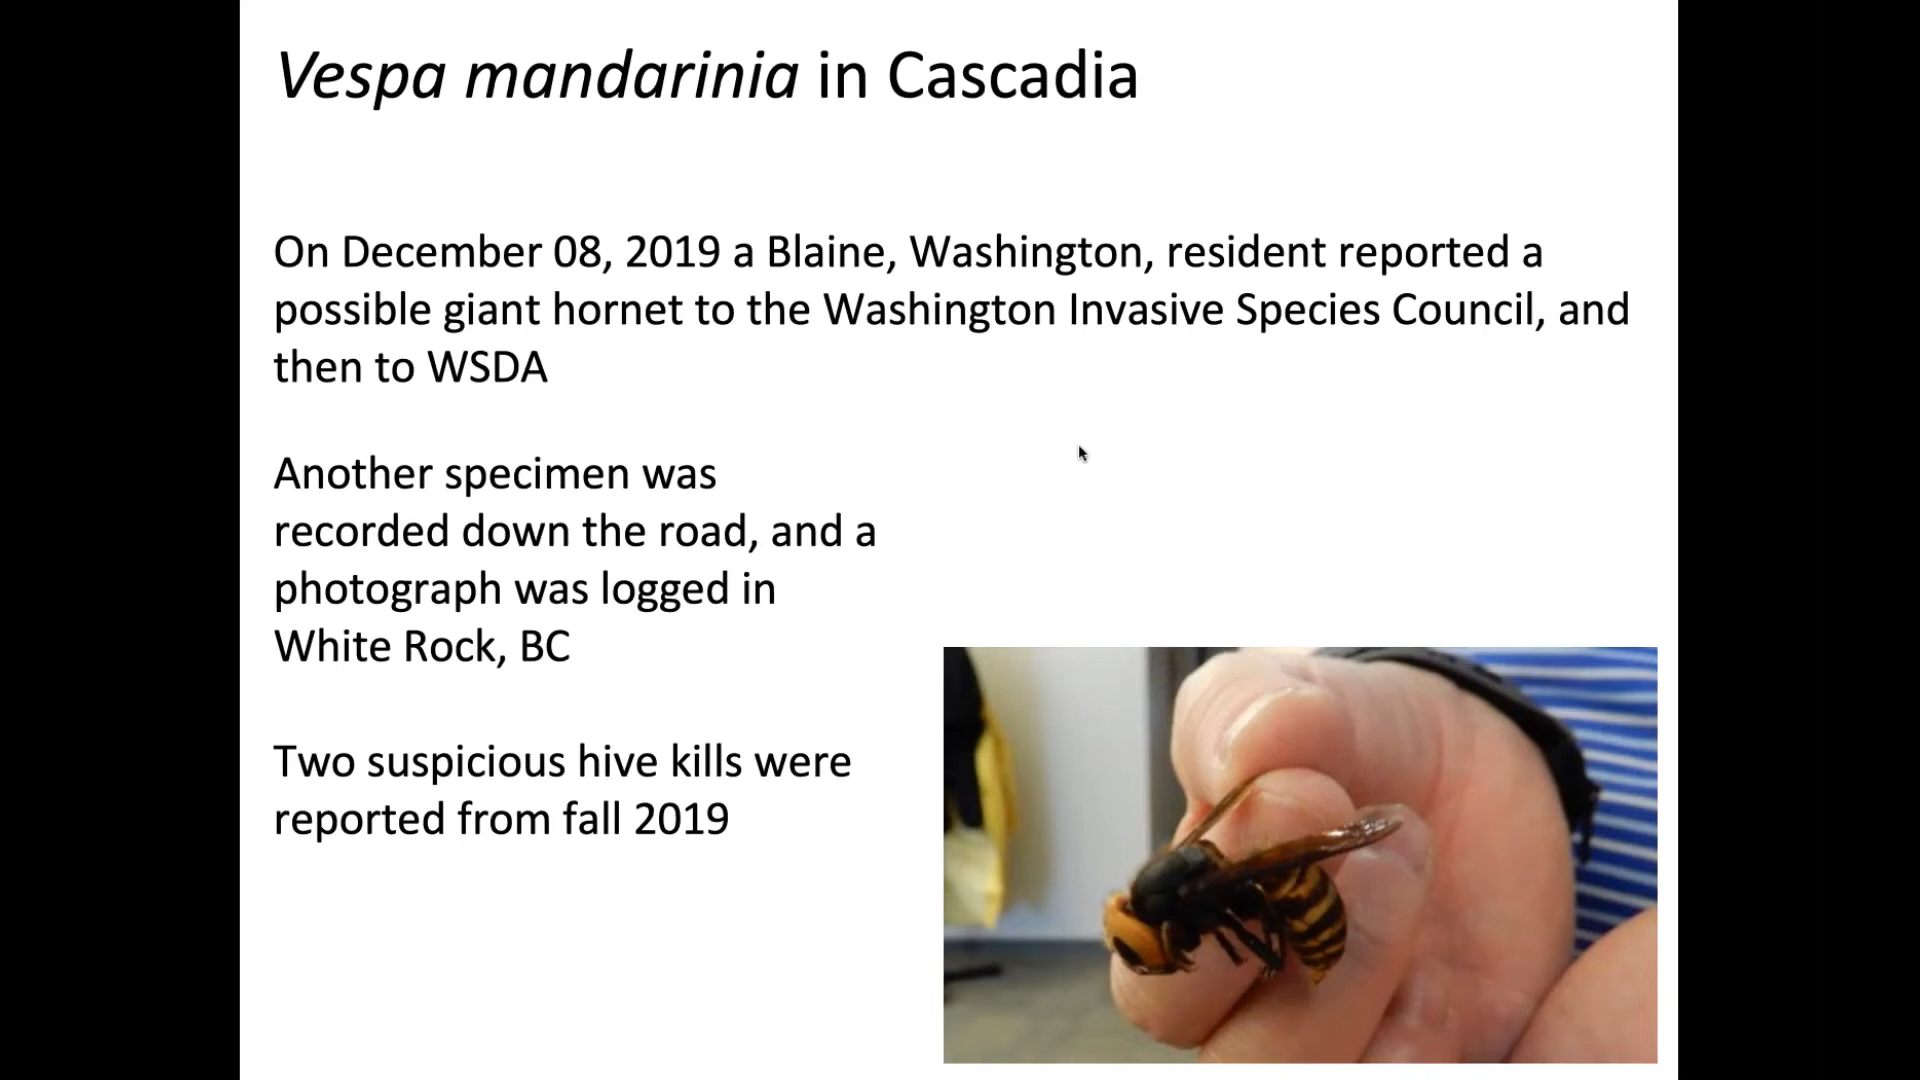 Vespa mandarinia in Cascadia
On December 08, 2019 a Blaine, Washington, resident reported a
possible giant hornet to the Washington Invasive Species Council, and
then to WSDA
Another specimen was
recorded down the road, and a
photograph was logged in
White Rock, BC
Two suspicious hive kills were
reported from fall 2019